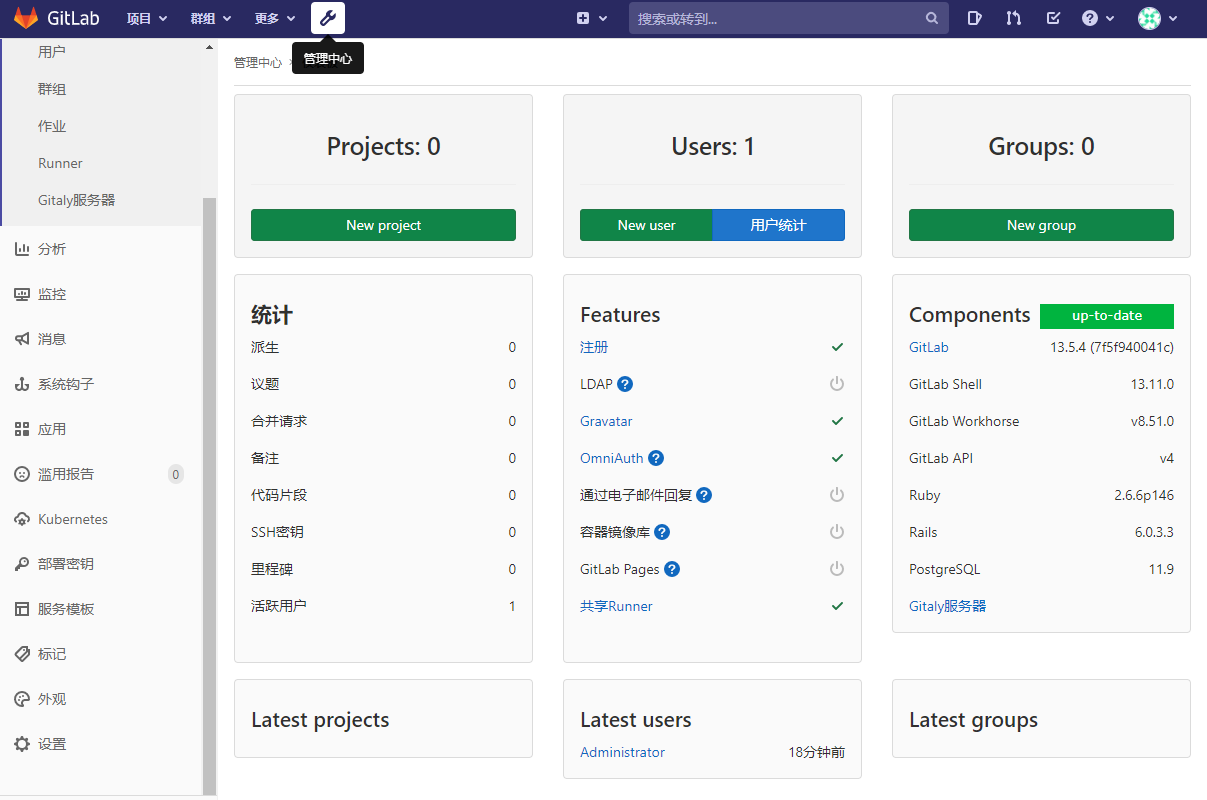 GitLab 项目 群组 更多 搜索或转到...
管理中心
管理中心 ›
用户
群组
作业
Runner
Gitaly服务器
分析
监控
消息
系统钩子
应用
滥用报告 0
Kubernetes
部署密钥
服务模板
标记
外观
设置
Projects: 0
New project
Users: 1
New user 用户统计
Groups: 0
New group
统计
派生 0
议题 0
合并请求 0
备注 0
代码片段 0
SSH密钥 0
里程碑 0
活跃用户 1
Features
注册
LDAP
Gravatar
OmniAuth
通过电子邮件回复
容器镜像库
GitLab Pages
共享Runner
Components up-to-date
GitLab 13.5.4 (7f5f940041c)
GitLab Shell 13.11.0
GitLab Workhorse v8.51.0
GitLab API v4
Ruby 2.6.6p146
Rails 6.0.3.3
PostgreSQL 11.9
Gitaly服务器
Latest projects
Latest users
Administrator 18分钟前
Latest groups